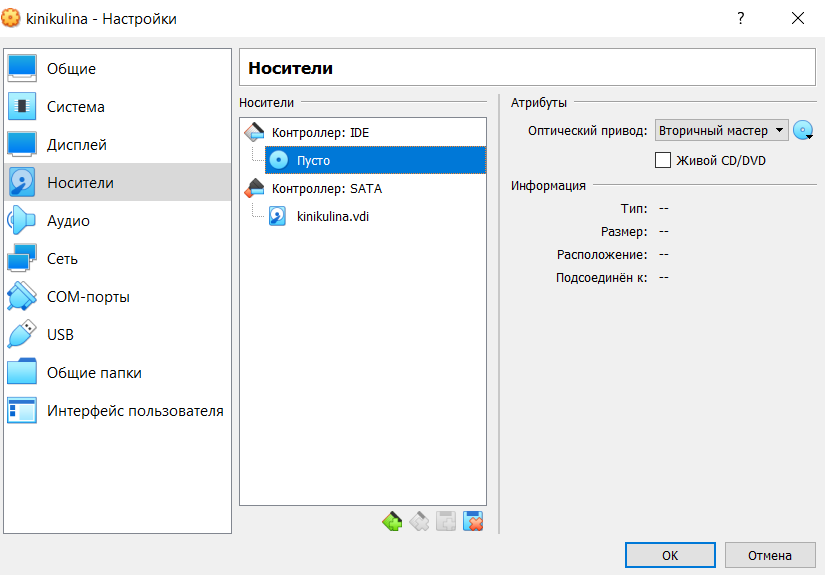 kinikulina - Настройки
?
Общие
Система
Дисплей
Носители
Аудио
Сеть
COM-порты
USB
Общие папки
Интерфейс пользователя
Носители
Носители
Контроллер: IDE
Пусто
Контроллер: SATA
kinikulina.vdi
Атрибуты
Оптический привод: Вторичный мастер
Живой CD/DVD
Информация
Тип: --
Размер: --
Расположение: --
Подсоединён к: --
OK
Отмена